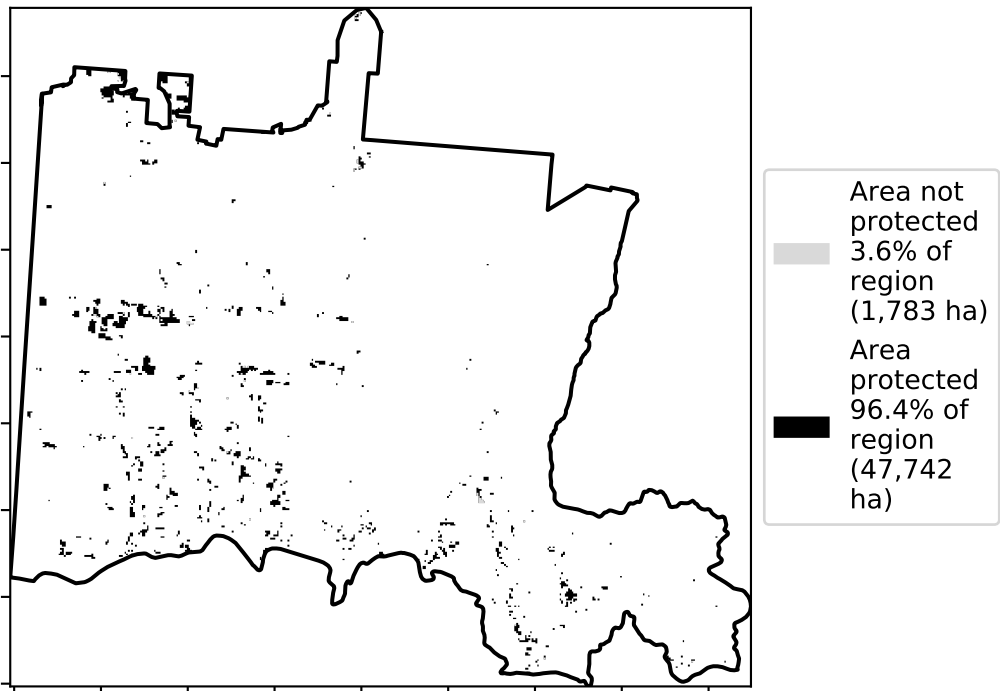 Area not
protected
3.6% of
region
(1,783 ha)
Area
protected
96.4% of
region
(47,742
ha)